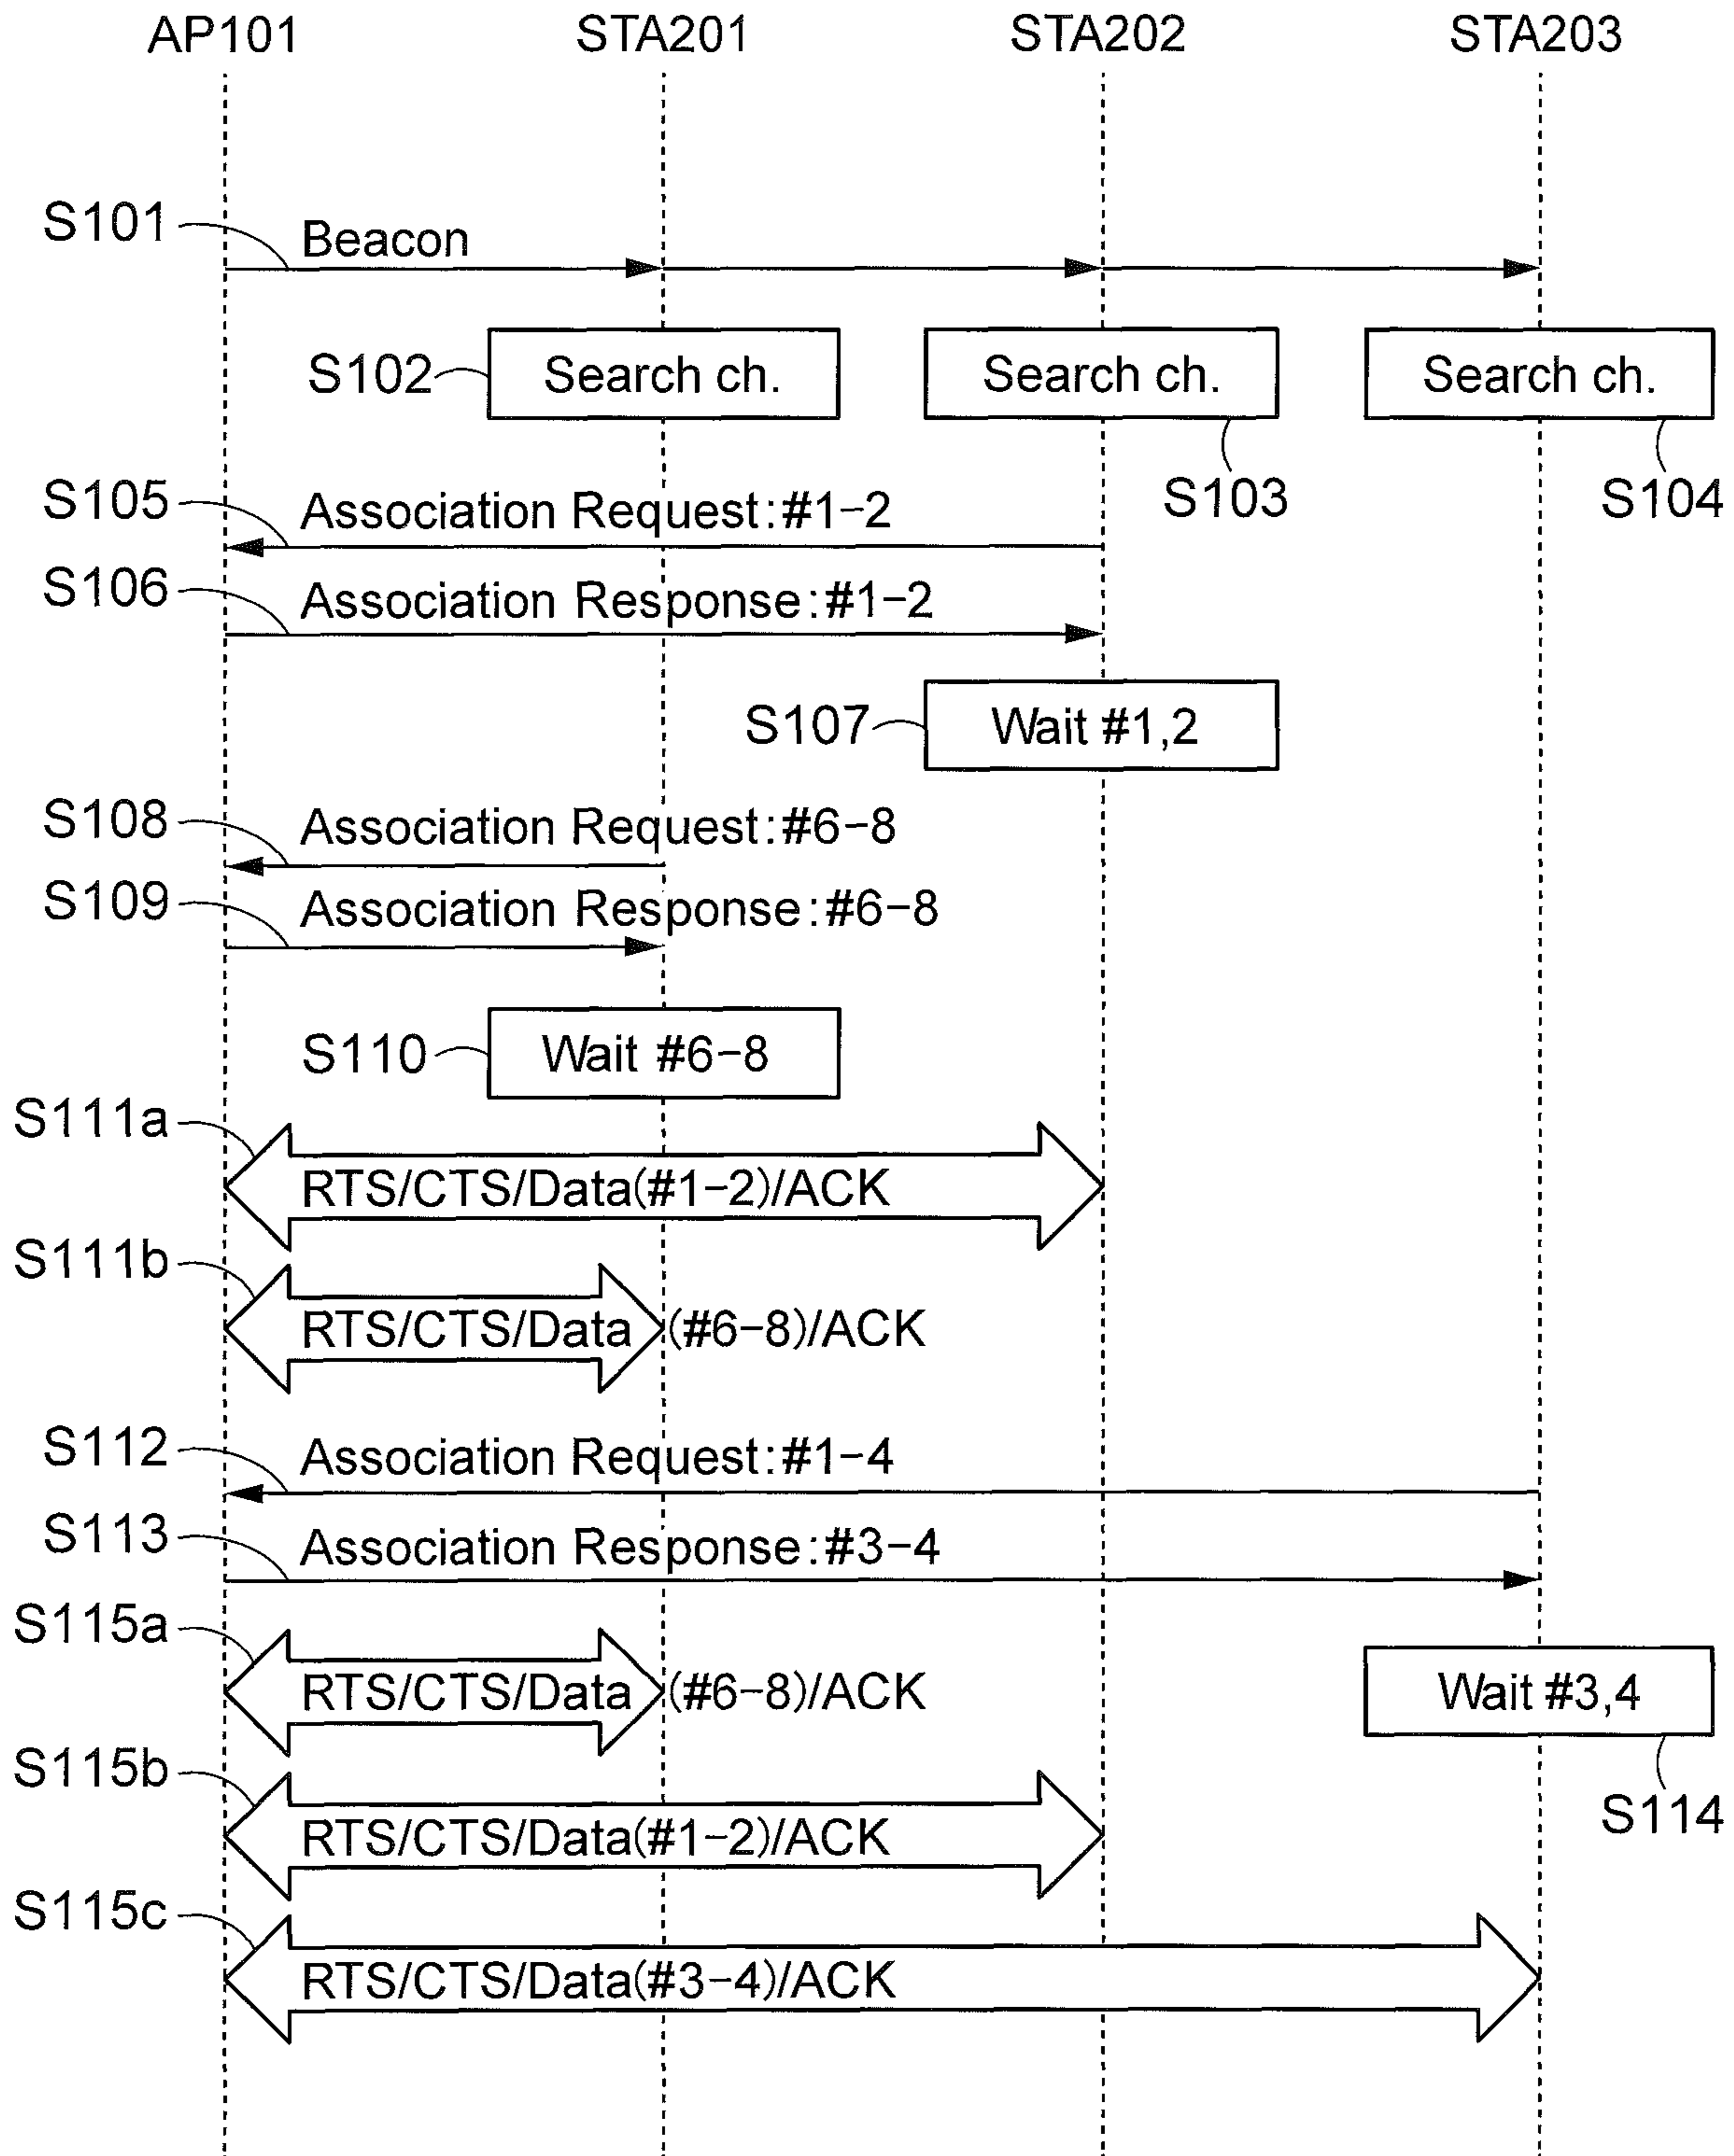 AP101 STA201 STA202 STA203
S101 Beacon
S102 Search ch. Search ch. Search ch.
S103 S104
S105 Association Request:#1-2
S106 Association Response:#1-2
S107 Wait #1,2
S108 Association Request:#6-8
S109 Association Response:#6-8
S110 Wait #6-8
S111a
RTS/CTS/Data(#1-2)/ACK
S111b
RTS/CTS/Data (#6-8)/ACK
S112 Association Request:#1-4
S113 Association Response:#3-4
S115a
RTS/CTS/Data (#6-8)/ACK Wait #3,4
S115b
S114
RTS/CTS/Data(#1-2)/ACK
S115c
RTS/CTS/Data(#3-4)/ACK